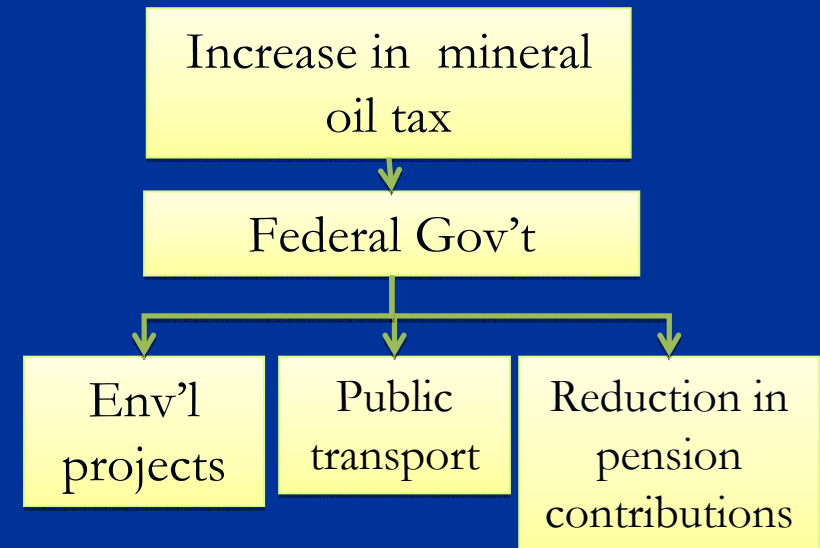 Increase in mineral
oil tax
Federal Gov’t
Env’l
projects
Public
transport
Reduction in
pension
contributions